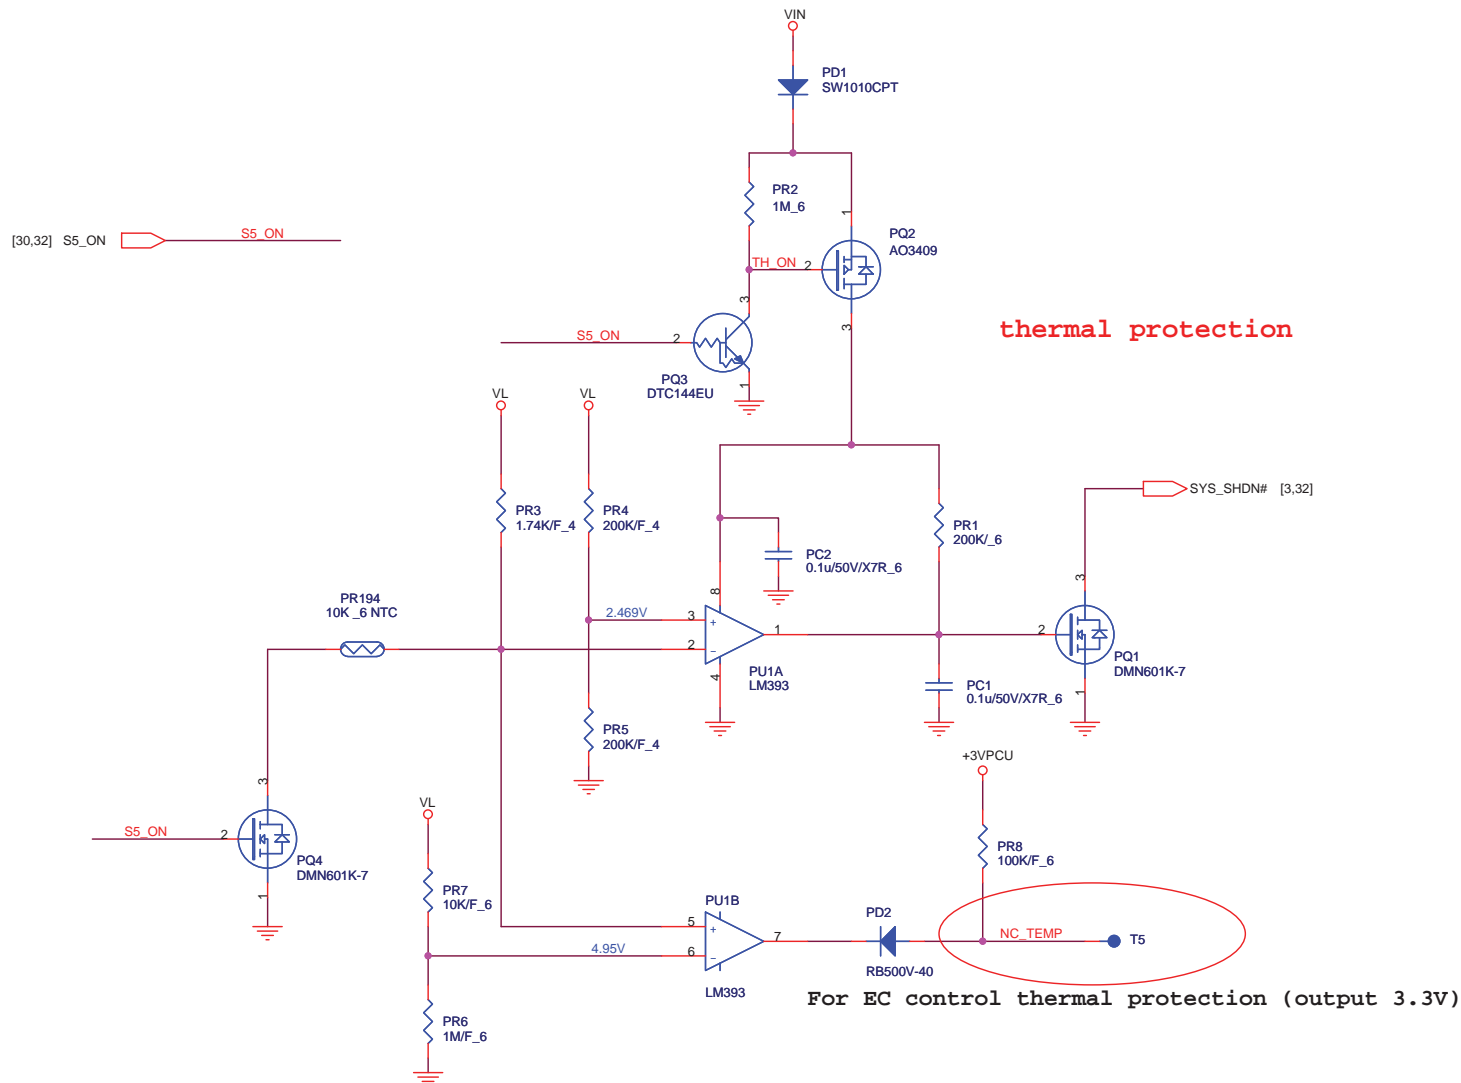 VIN
PD1
SW1010CPT
PR2
1M_6
1
[30,32] S5_ON
S5_ON
PQ2
AO3409
TH_ON
2
3
3
thermal protection
S5_ON
2
PQ3
DTC144EU
1
VL
VL
SYS_SHDN# [3,32]
PR3
1.74K/F_4
PR4
200K/F_4
PR1
200K/_6
PC2
0.1u/50V/X7R_6
3
8
PR194
10K _6 NTC
2.469V
3
+
1
2
2
−
PQ1
DMN601K-7
PU1A
LM393
4
PC1
0.1u/50V/X7R_6
1
PR5
200K/F_4
+3VPCU
3
VL
S5_ON
2
PR8
100K/F_6
PQ4
DMN601K-7
PR7
10K/F_6
1
PU1B
PD2
5
+
7
NC_TEMP
T5
4.95V
6
−
RB500V-40
LM393
For EC control thermal protection (output 3.3V)
PR6
1M/F_6